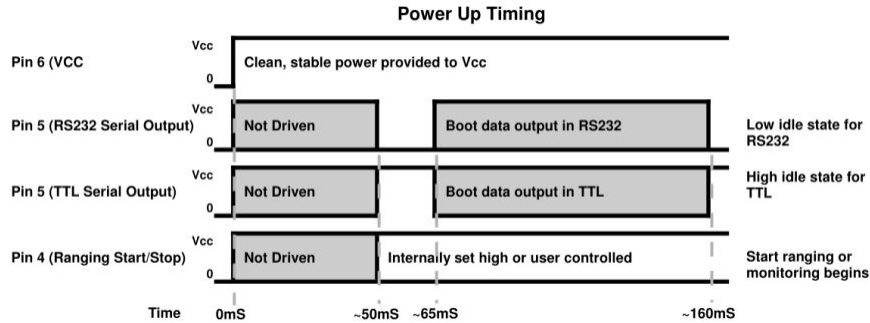 Power Up Timing
Pin 6 (VCC
Vcc
0
Clean, stable power provided to Vcc
Pin 5 (RS232 Serial Output)
Vcc
0
Not Driven
Boot data output in RS232
Low idle state for
RS232
Pin 5 (TTL Serial Output)
Vcc
0
Not Driven
Boot data output in TTL
High idle state for
TTL
Pin 4 (Ranging Start/Stop)
Vcc
0
Not Driven
Internally set high or user controlled
Start ranging or
monitoring begins
Time
0mS
~50mS
~65mS
~160mS